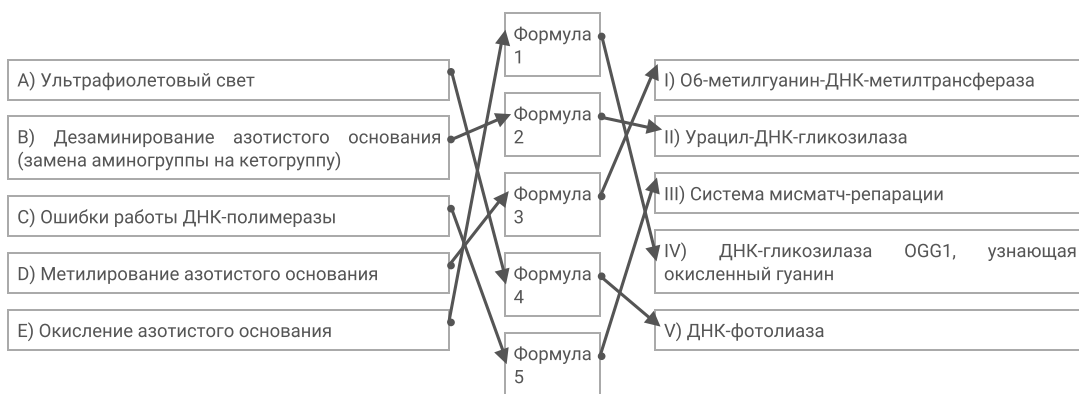 А) Ультрафиолетовый свет
В) Дезаминирование азотистого основания
(замена аминогруппы на кетогруппу)
С) Ошибки работы ДНК-полимеразы
D) Метилирование азотистого основания
Е) Окисление азотистого основания
Формула
1
Формула
2
Формула
3
Формула
4
Формула
5
I) О6-метилгуанин-ДНК-метилтрансфераза
II) Урацил-ДНК-гликозилаза
III) Система мисматч-репарации
IV) ДНК-гликозилаза OGG1, узнающая
окисленный гуанин
V) ДНК-фотолиаза